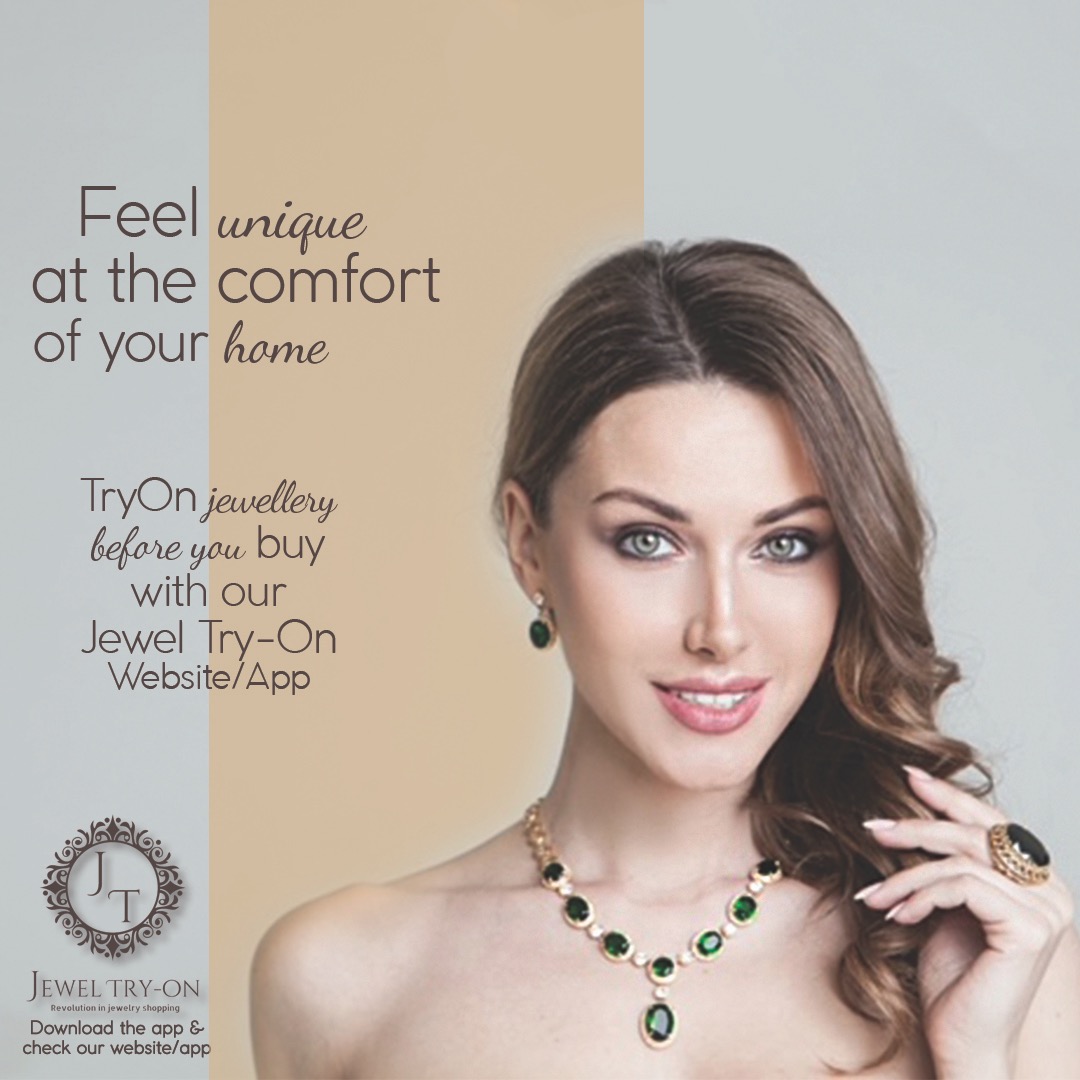 Feel unique
at the comfort
of your home
TryOn jewellery
before you buy
with our
Jewel Try-On
Website/App
JT
JEWEL TRY-ON
Revolution in jewelry shopping
Download the app &
check our website/app